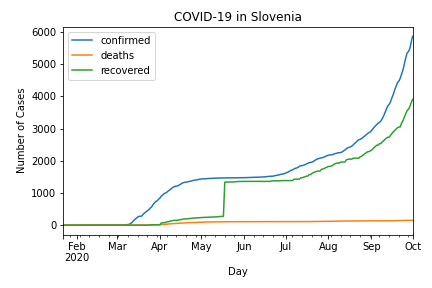 COVID-19 in Slovenia
confirmed
deaths
recovered
6000
5000
4000
3000
2000
1000
0
Number of Cases
Feb Mar Apr May Jun Jul Aug Sep Oct
2020
Day